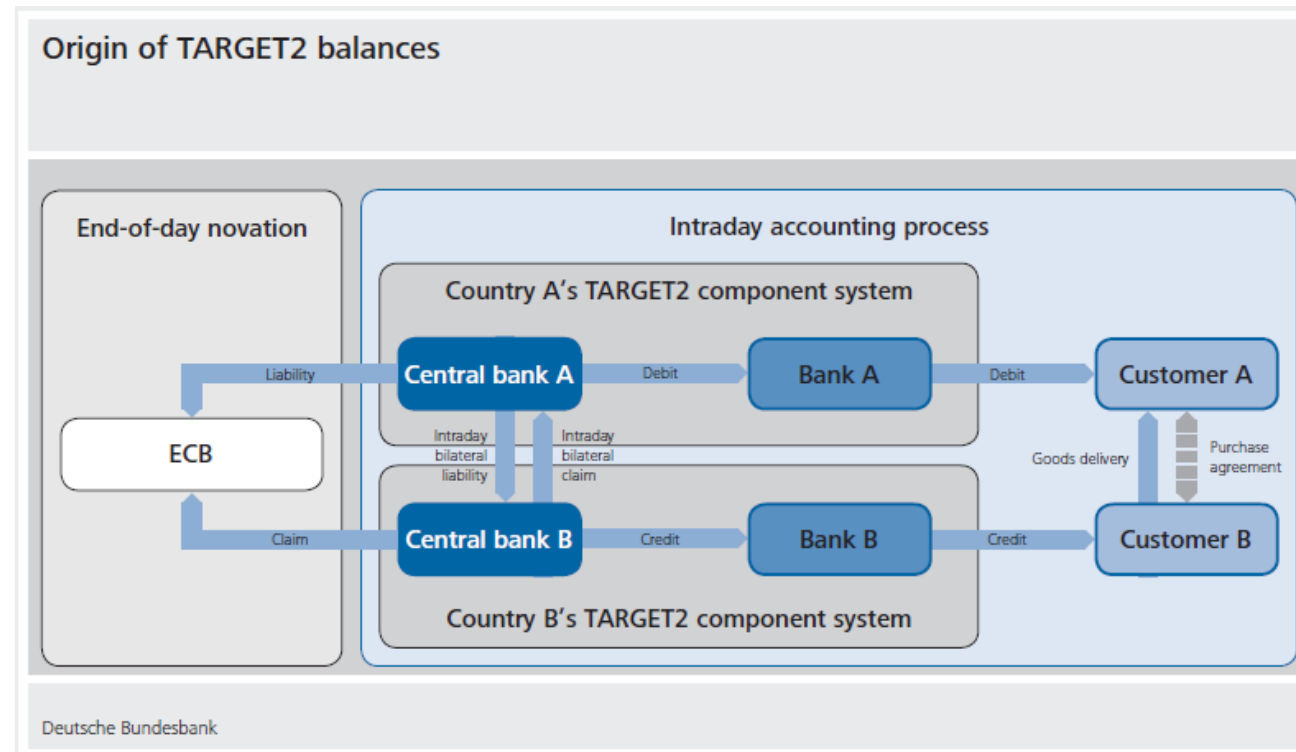 Origin of TARGET2 balances
End-of-day novation
Intraday accounting process
Country A's TARGET2 component system
Liability
Central bank A
Debit
Bank A
Debit
Customer A
ECB
Intraday
bilateral
liability
Intraday
bilateral
claim
Goods delivery
Purchase
agreement
Claim
Central bank B
Credit
Bank B
Credit
Customer B
Country B's TARGET2 component system
Deutsche Bundesbank